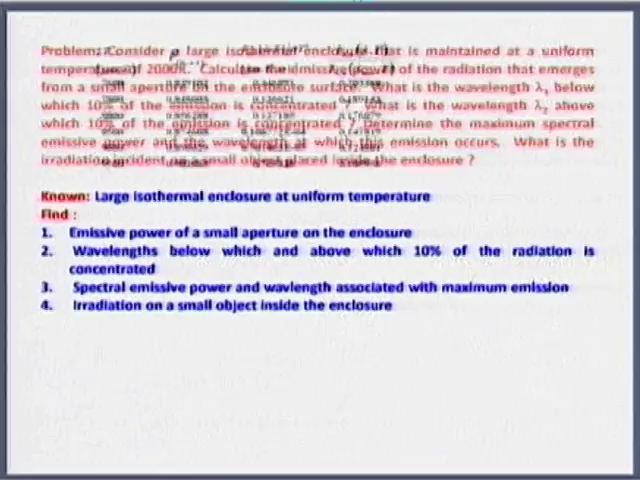 Problem: Consider a large isothermal enclosure that is maintained at a uniform
temperature of 2000K. Calculate the emissive power of the radiation that emerges
from a small aperture on the enclosure surface. What is the wavelength λ₁ below
which 10% of the emission is concentrated ? What is the wavelength λ₂ above
which 10% of the emission is concentrated ? Determine the maximum spectral
emissive power and the wavelength at which this emission occurs. What is the
irradiation incident on a small object placed inside the enclosure ?
Known: Large isothermal enclosure at uniform temperature
Find :
1. Emissive power of a small aperture on the enclosure
2. Wavelengths below which and above which 10% of the radiation is
concentrated
3. Spectral emissive power and wavlength associated with maximum emission
4. Irradiation on a small object inside the enclosure